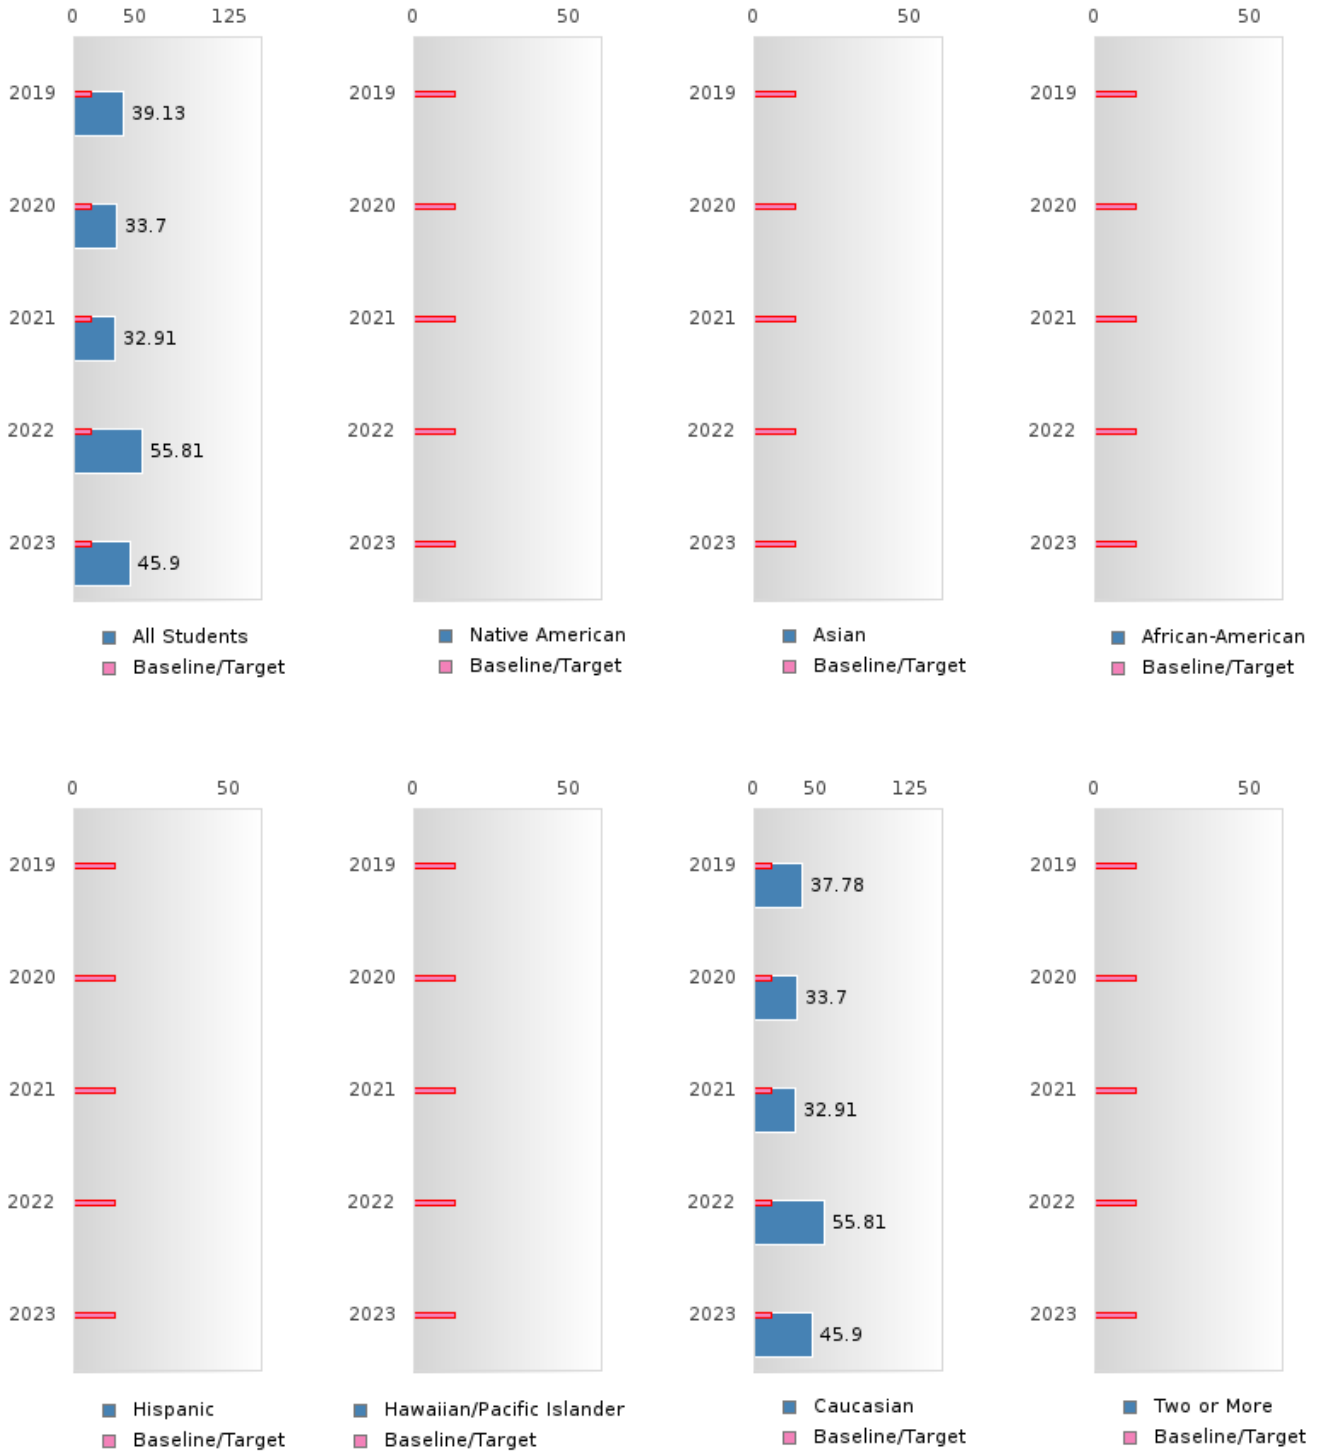 0 50 125
2019 39.13
2020 33.7
2021 32.91
2022 55.81
2023 45.9
All Students
Baseline/Target
0 50
2019
2020
2021
2022
2023
Native American
Baseline/Target
0 50
2019
2020
2021
2022
2023
Asian
Baseline/Target
0 50
2019
2020
2021
2022
2023
African-American
Baseline/Target
0 50
2019
2020
2021
2022
2023
Hispanic
Baseline/Target
0 50
2019
2020
2021
2022
2023
Hawaiian/Pacific Islander
Baseline/Target
0 50 125
2019 37.78
2020 33.7
2021 32.91
2022 55.81
2023 45.9
Caucasian
Baseline/Target
0 50
2019
2020
2021
2022
2023
Two or More
Baseline/Target